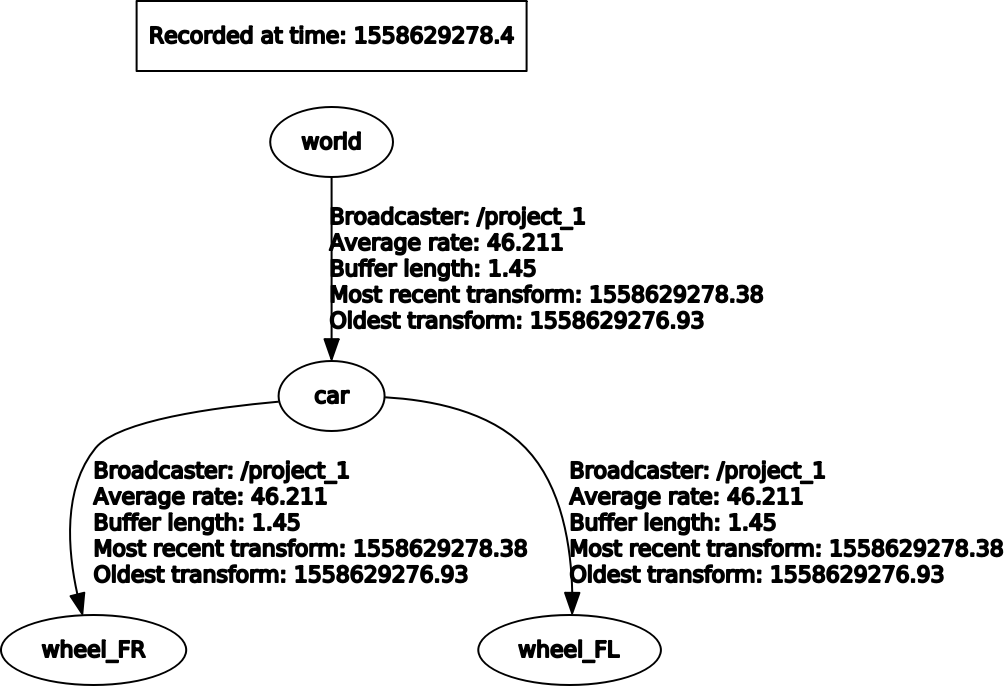 Recorded at time: 1558629278.4
world
Broadcaster: /project_1
Average rate: 46.211
Buffer length: 1.45
Most recent transform: 1558629278.38
Oldest transform: 1558629276.93
car
Broadcaster: /project_1
Average rate: 46.211
Buffer length: 1.45
Most recent transform: 1558629278.38
Oldest transform: 1558629276.93
Broadcaster: /project_1
Average rate: 46.211
Buffer length: 1.45
Most recent transform: 1558629278.38
Oldest transform: 1558629276.93
wheel_FR
wheel_FL